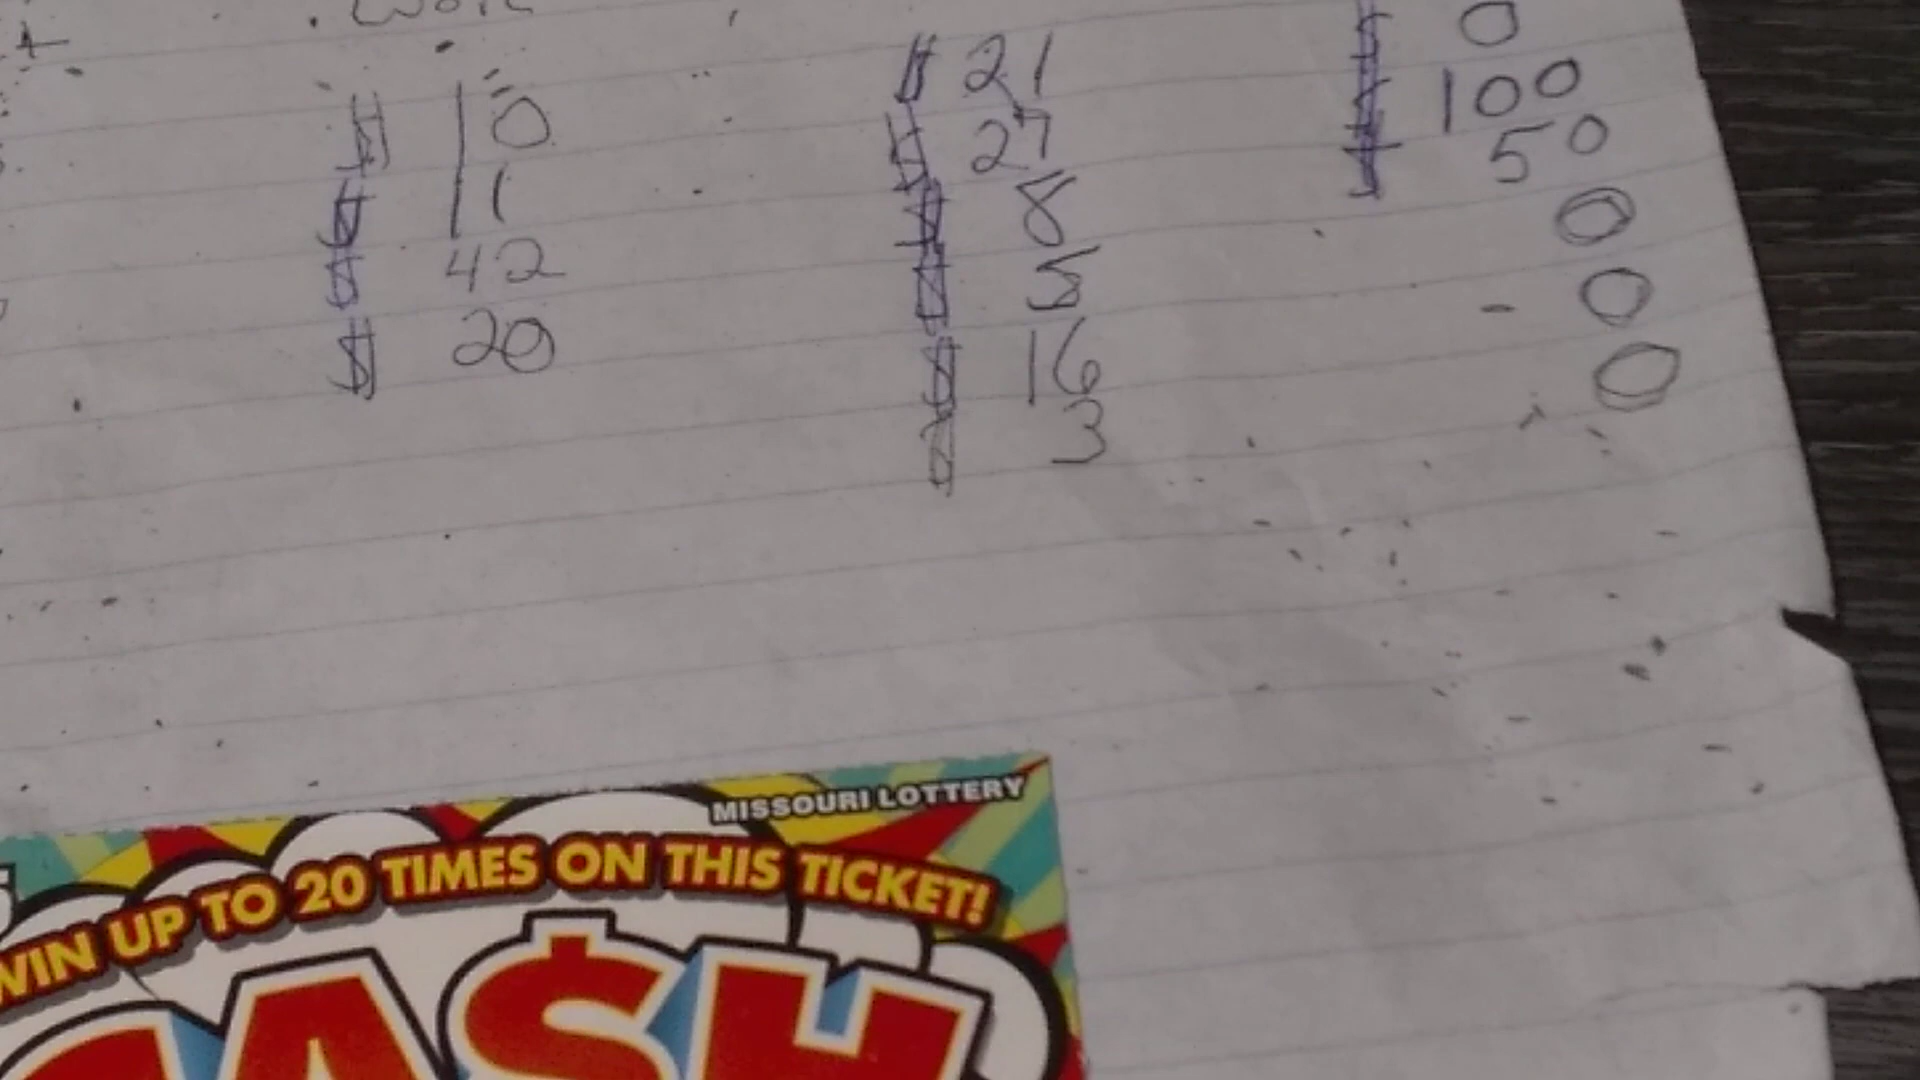 $ 21 0
$ 10 $ 27 $ 100
$ 11 $ 8 $ 50
$ 42 $ 5 0
$ 20 $ 16 - 0
$ 3 0
MISSOURI LOTTERY
WIN UP TO 20 TIMES ON THIS TICKET!
CA$H